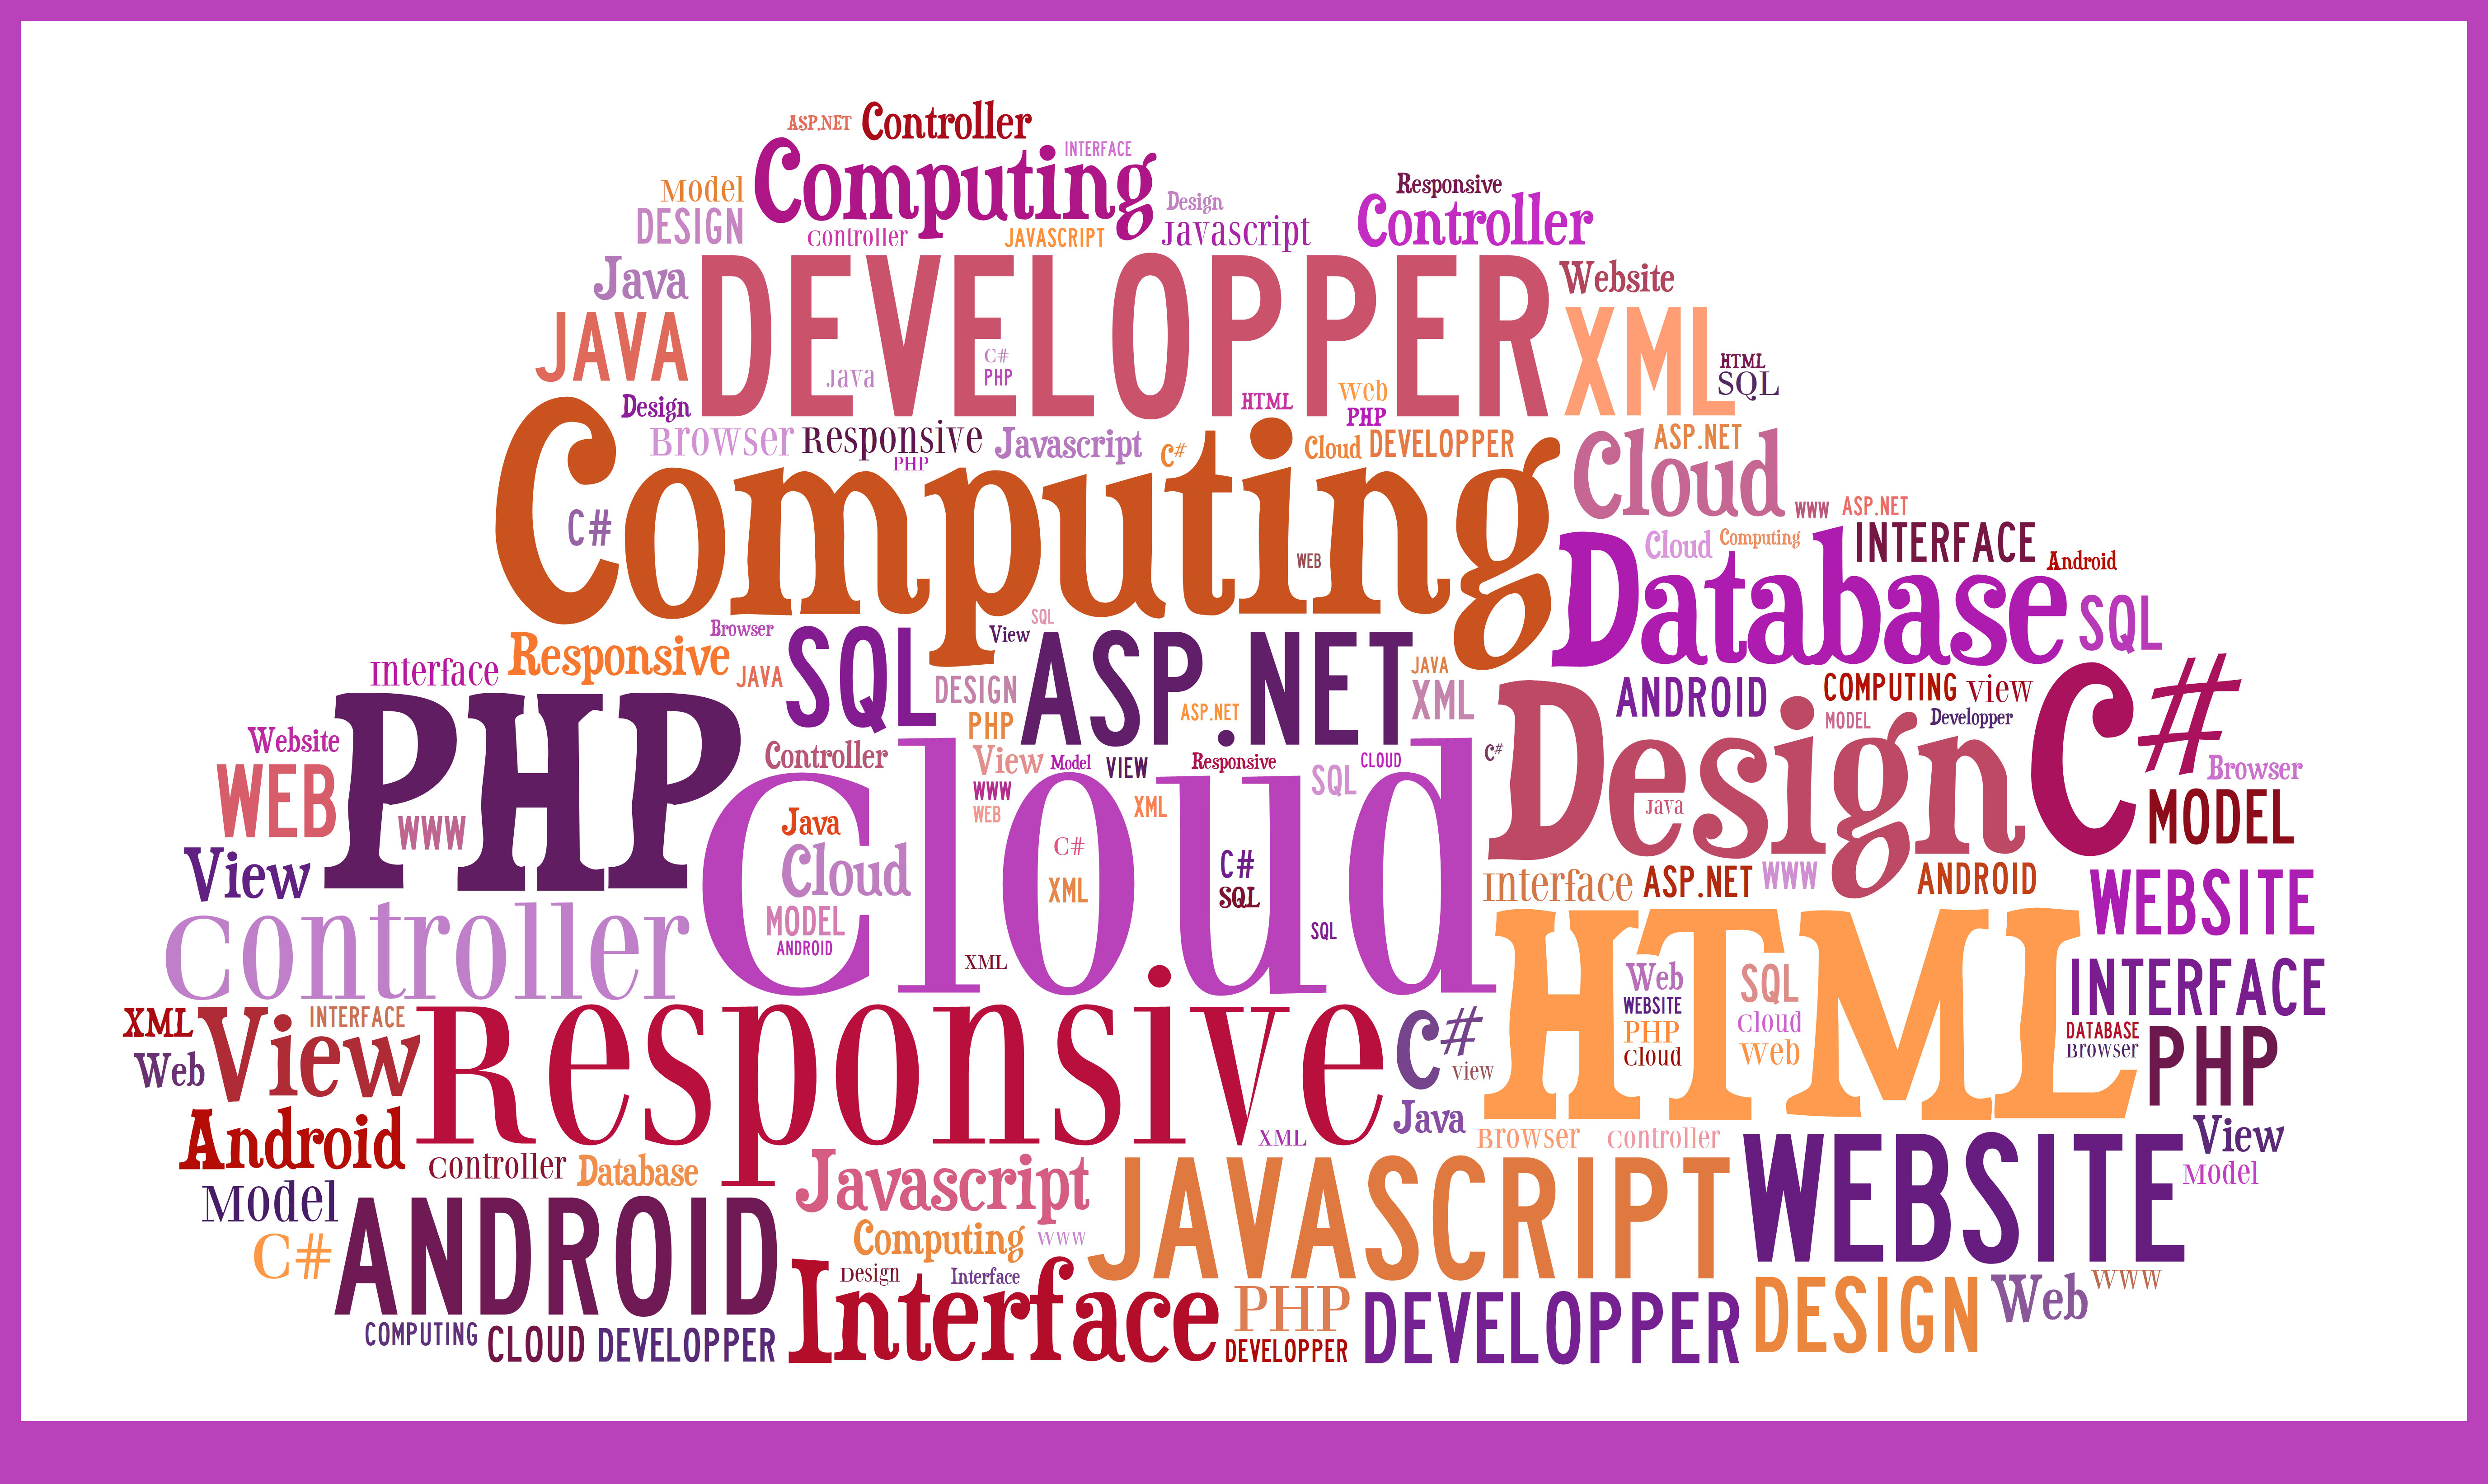 ASP.NET Controller
Computing INTERFACE
Model Design Responsive
DESIGN Controller JAVASCRIPT Javascript Controller
Java DEVELOPPER Website
JAVA XML
Java C# PHP HTML SQL
Design HTML Web PHP
Browser Responsive PHP Javascript C# Cloud DEVELOPPER ASP.NET
Computing Cloud
C# WEB WWW ASP.NET
Cloud Computing INTERFACE Android
Database SQL
Interface Responsive Browser JAVA SQL View SQL
DESIGN ASP.NET JAVA XML ANDROID COMPUTING View C#
PHP PHP ASP.NET Design MODEL Developper
Website Controller View Model VIEW Responsive SQL CLOUD C# Browser
WEB WWW Java WWW WEB XML Java MODEL
View Cloud Cloud C# C#
MODEL XML SQL Interface ASP.NET WWW ANDROID WEBSITE
Controller ANDROID XML SQL HTML
Web SQL INTERFACE
WEBSITE Cloud
XML View INTERFACE Responsive C# PHP Web DATABASE PHP
Web View Cloud Browser
Android XML Java Browser Controller WEBSITE View
Controller Database Javascript JAVASCRIPT Model
Model ANDROID
C# Computing WWW
Design Interface Interface PHP DEVELOPPER DESIGN Web WWW
COMPUTING CLOUD DEVELOPPER DEVELOPPER